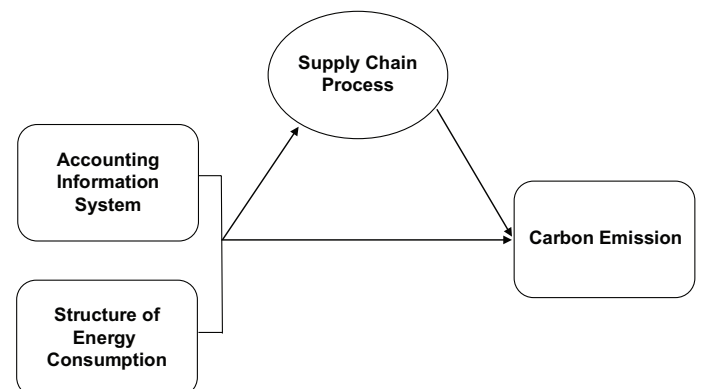 Supply Chain
Process
Accounting
Information
System
Carbon Emission
Structure of
Energy
Consumption